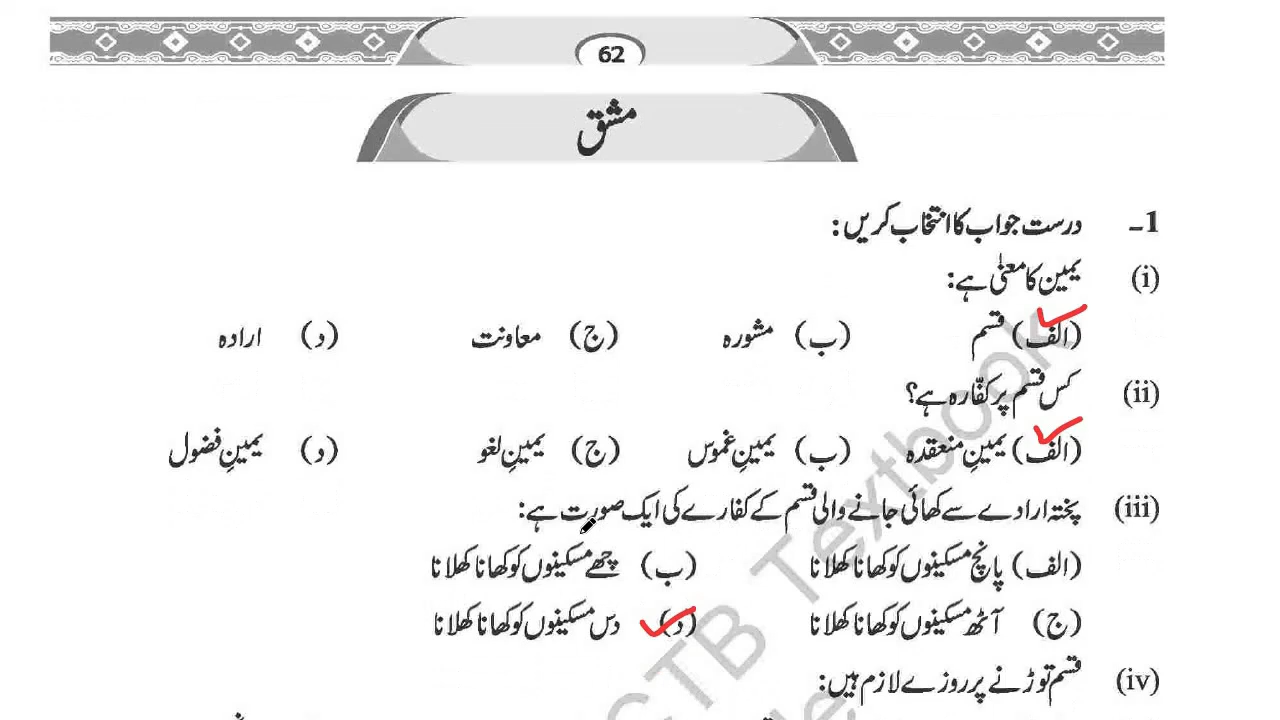 62
مشق
1۔ درست جواب کا انتخاب کریں:
(i) یمین کا معنیٰ ہے:
(الف) قسم (ب) مشورہ (ج) معاونت (د) ارادہ
(ii) کس قسم پر کفّارہ ہے؟
(الف) یمینِ منعقدہ (ب) یمینِ غموس (ج) یمینِ لغو (د) یمینِ فضول
(iii) پختہ ارادے سے کھائی جانے والی قسم کے کفارے کی ایک صورت ہے:
(الف) پانچ مسکینوں کو کھانا کھلانا (ب) چھے مسکینوں کو کھانا کھلانا
(ج) آٹھ مسکینوں کو کھانا کھلانا (د) دس مسکینوں کو کھانا کھلانا
(iv) قسم توڑنے پر روزے لازم ہیں:
CTB Textbook